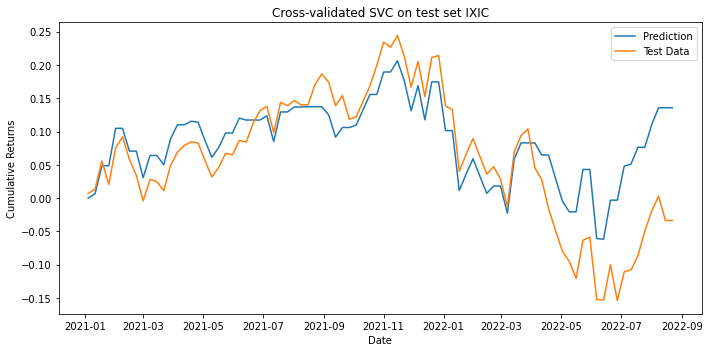 Cross-validated SVC on test set IXIC
Prediction
Test Data
Cumulative Returns
0.25
0.20
0.15
0.10
0.05
0.00
−0.05
−0.10
−0.15
2021-01 2021-03 2021-05 2021-07 2021-09 2021-11 2022-01 2022-03 2022-05 2022-07 2022-09
Date